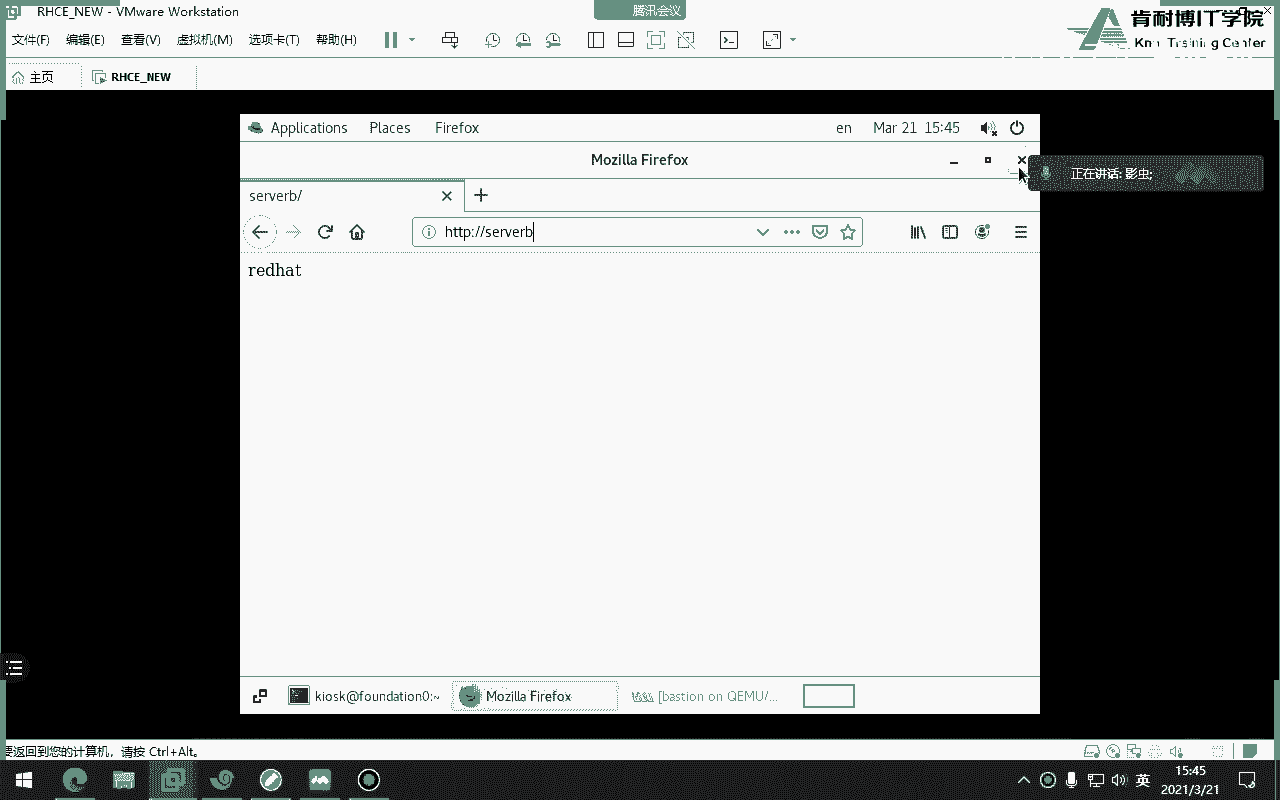 RHCE_NEW - VMware Workstation
腾讯会议
肯耐博IT学院
Training Center
文件(F) 编辑(E) 查看(V) 虚拟机(M) 选项卡(T) 帮助(H)
主页
RHCE_NEW
Applications Places Firefox
en Mar 21 15:45
Mozilla Firefox
正在讲话: 影虫;
serverb/
http://serverb
redhat
kiosk@foundation0:~
Mozilla Firefox
[bastion on QEMU/...
要返回到您的计算机，请按 Ctrl+Alt。
英
15:45
2021/3/21